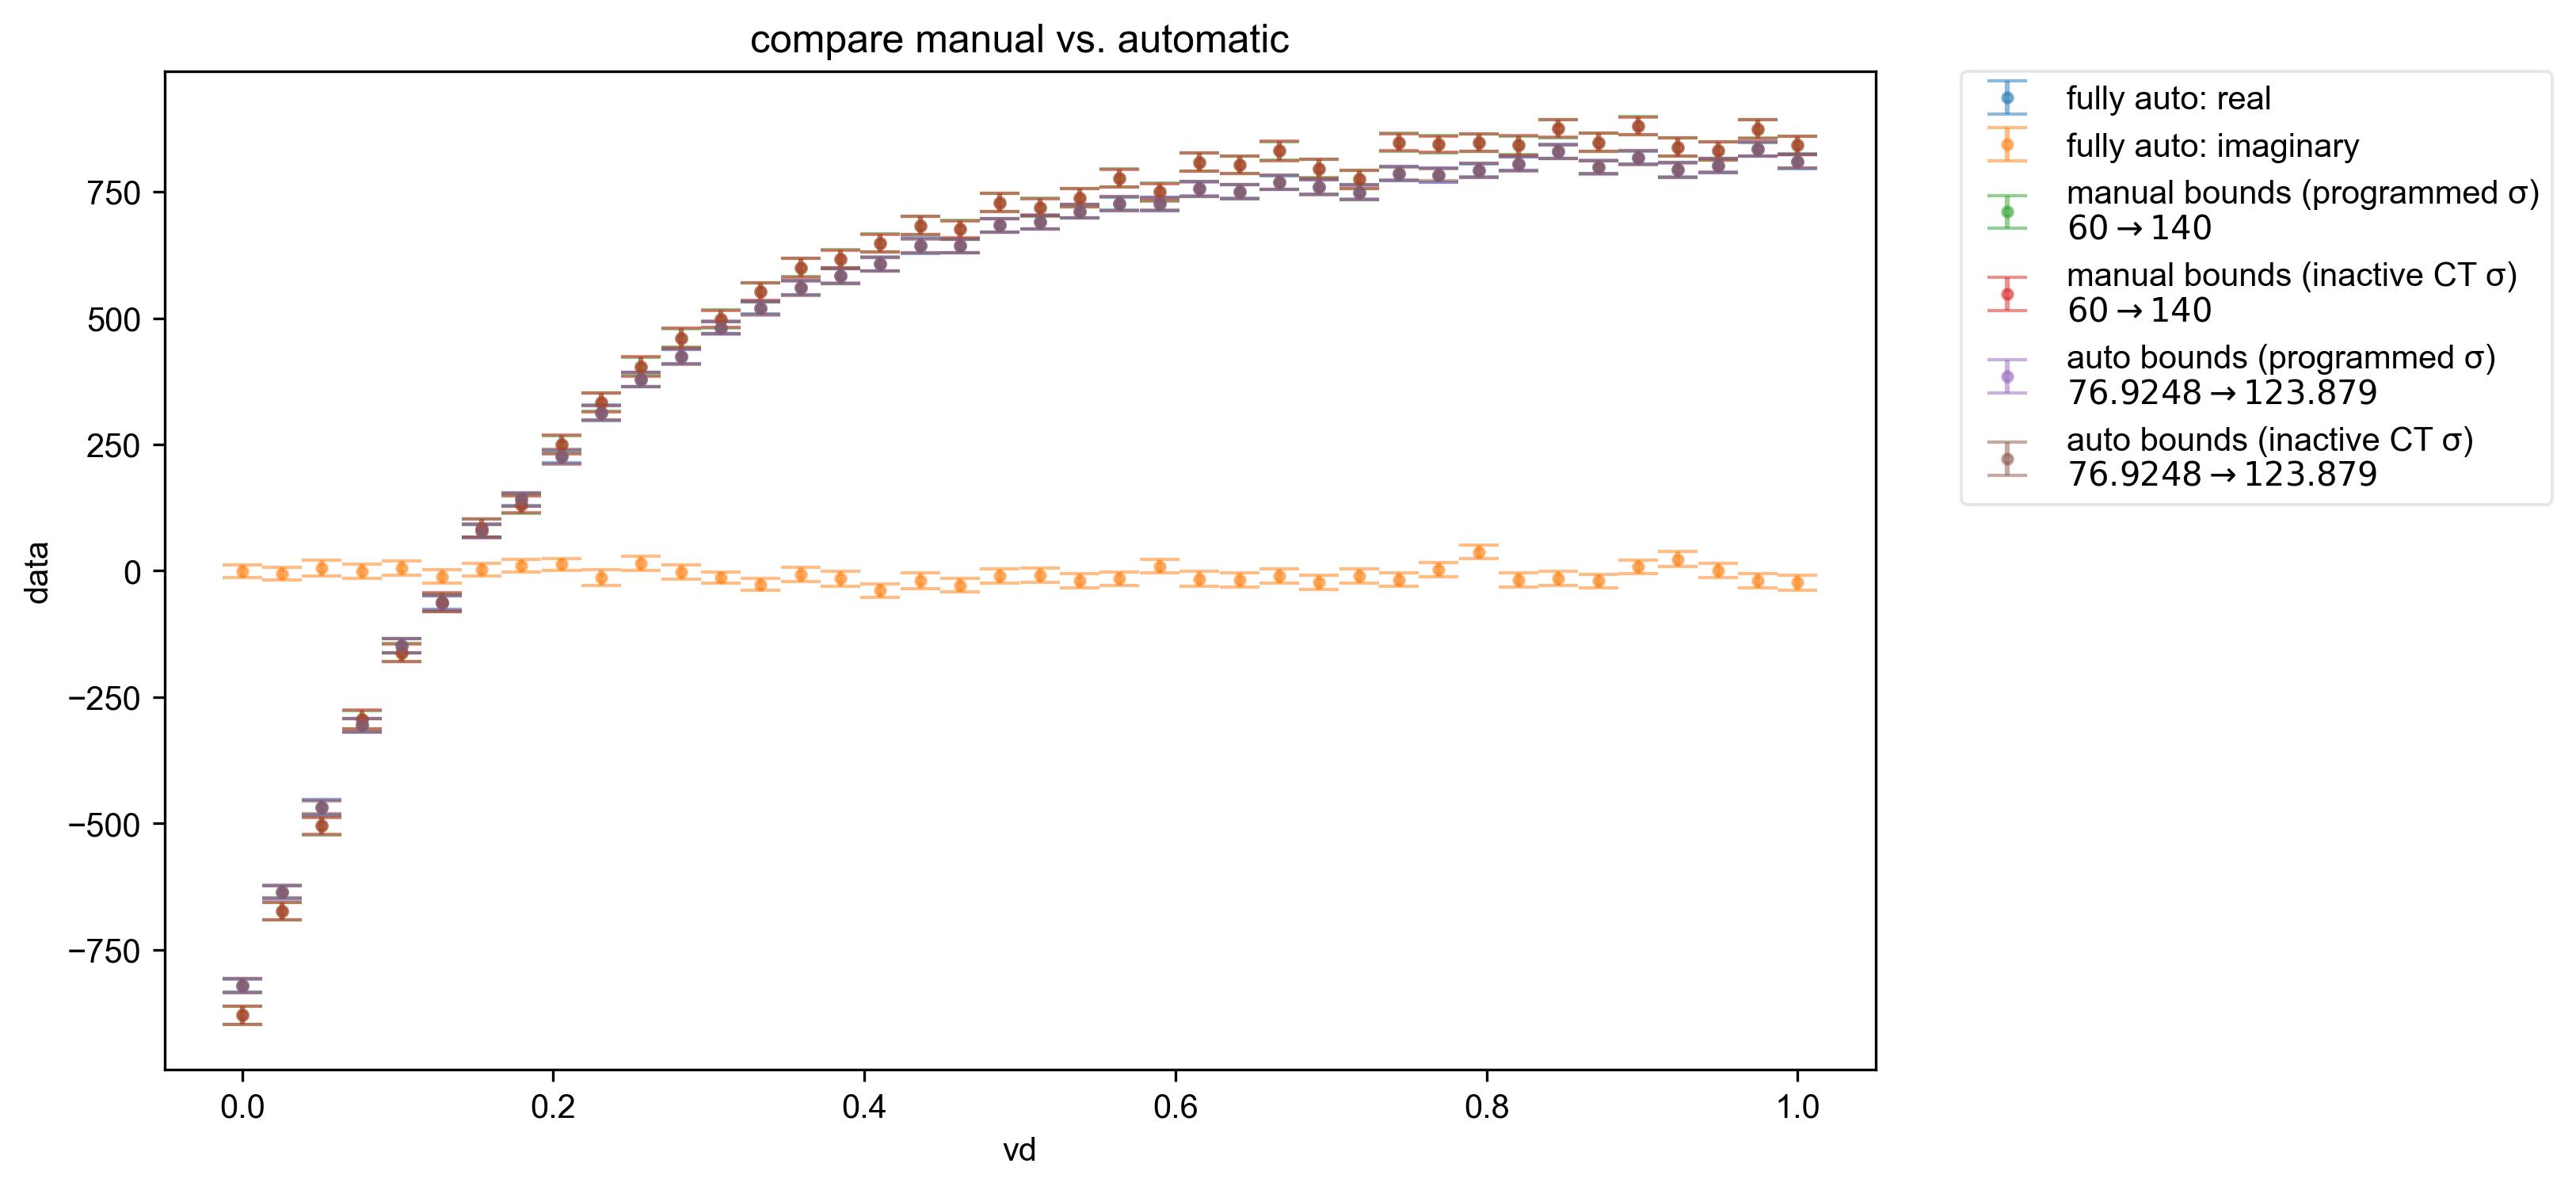 compare manual vs. automatic
data
750
500
250
0
−250
−500
−750
0.0 0.2 0.4 0.6 0.8 1.0
vd
fully auto: real
fully auto: imaginary
manual bounds (programmed σ)
60→140
manual bounds (inactive CT σ)
60→140
auto bounds (programmed σ)
76.9248→123.879
auto bounds (inactive CT σ)
76.9248→123.879